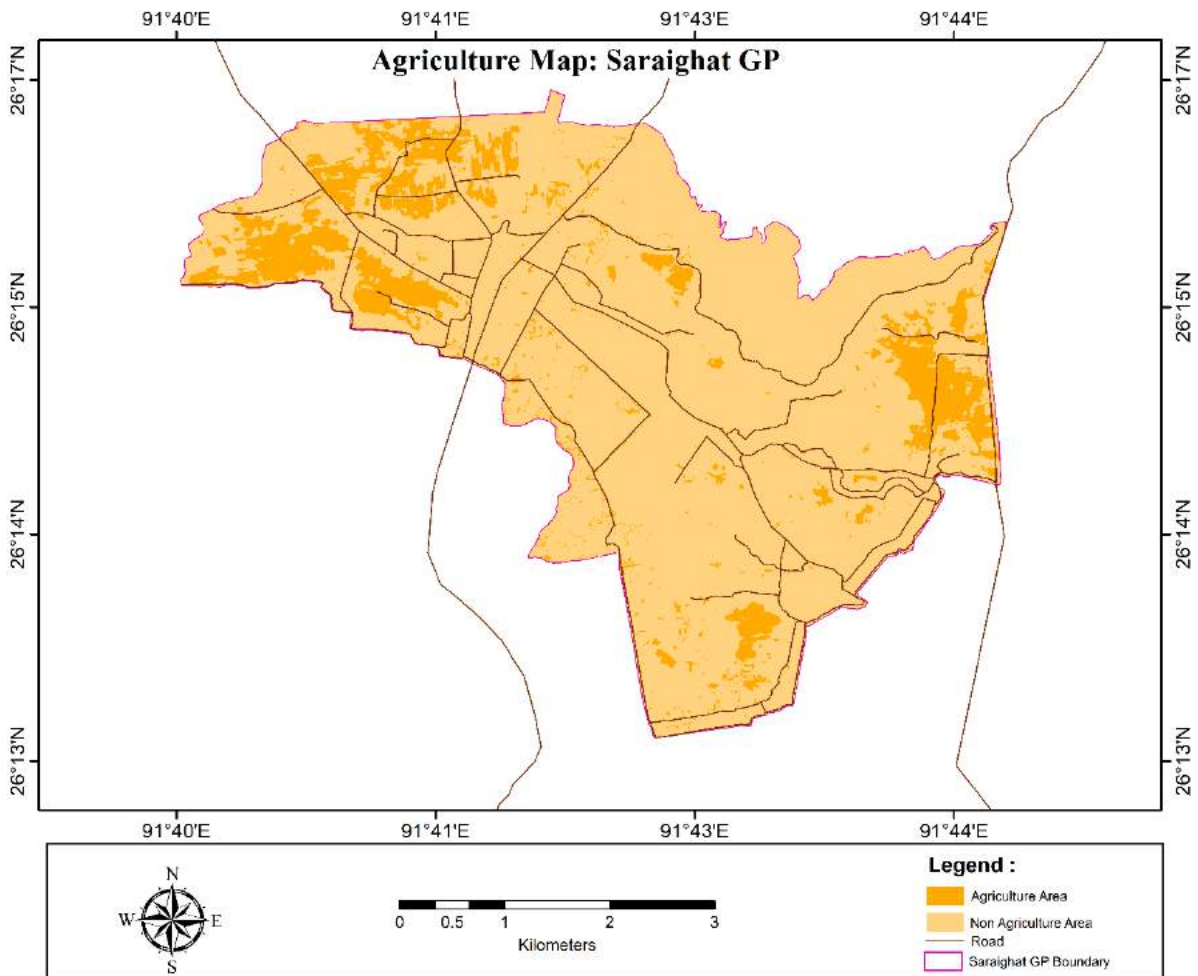 91°40'E 91°41'E 91°43'E 91°44'E
Agriculture Map: Saraighat GP
26°17'N 26°17'N
26°15'N 26°15'N
26°14'N 26°14'N
26°13'N 26°13'N
91°40'E 91°41'E 91°43'E 91°44'E
N
W E
S
0 0.5 1 2 3
Kilometers
Legend :
Agriculture Area
Non Agriculture Area
Road
Saraighat GP Boundary